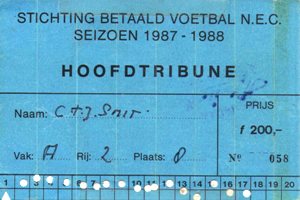 STICHTING BETAALD VOETBAL N.E.C.
SEIZOEN 1987 - 1988
HOOFDTRIBUNE
Naam: C.T.J. Smit
PRIJS
f 200,-
Vak: A Rij: 2 Plaats: 8
Nº 058
1 2 3 4 5 6 7 8 9 10 11 12 13 14 15 16 17 18 19 20